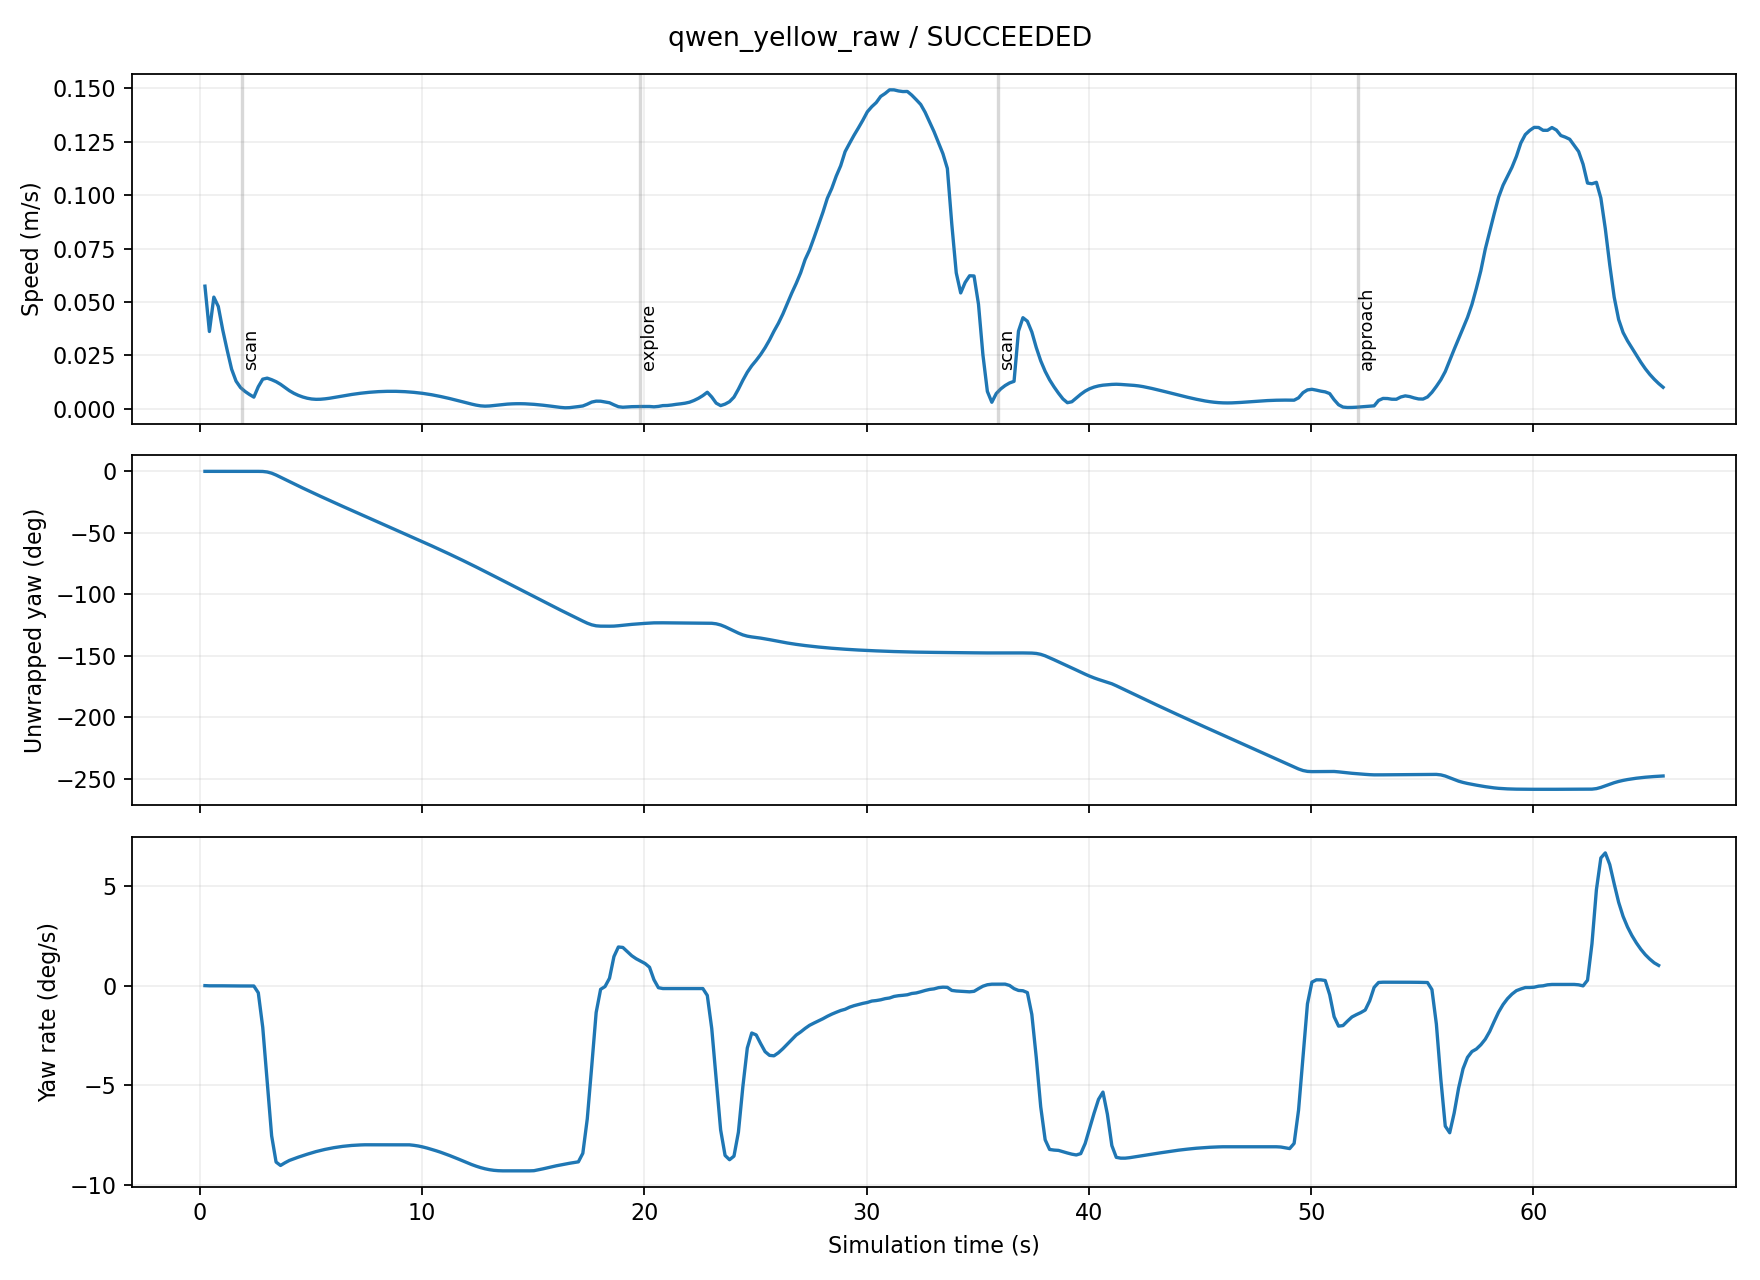 qwen_yellow_raw / SUCCEEDED
Speed (m/s)
0.150
0.125
0.100
0.075
0.050
0.025
0.000
scan
explore
scan
approach
Unwrapped yaw (deg)
0
−50
−100
−150
−200
−250
Yaw rate (deg/s)
5
0
−5
−10
0 10 20 30 40 50 60
Simulation time (s)